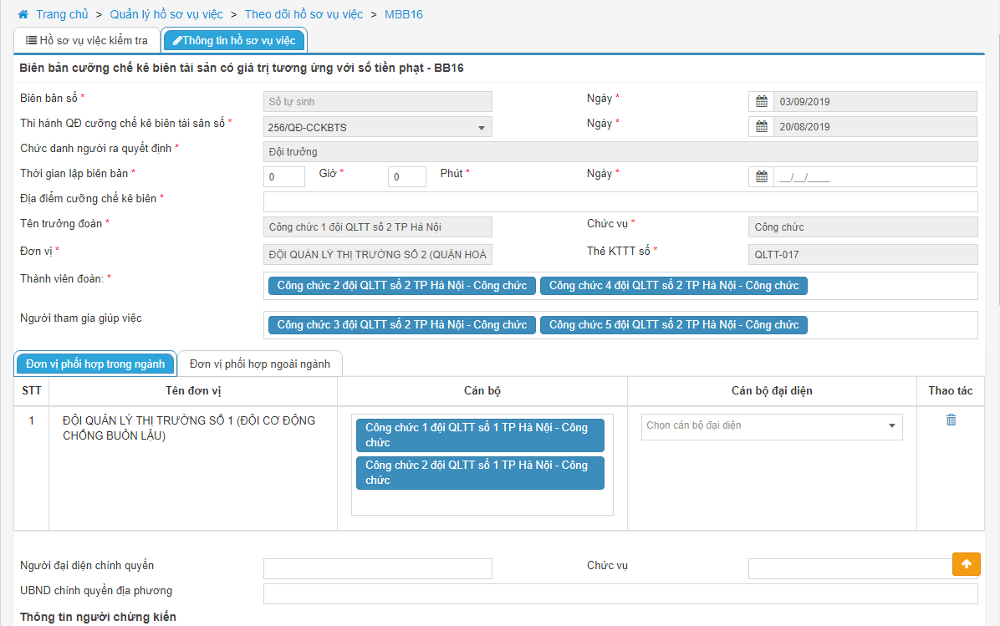 Trang chủ > Quản lý hồ sơ vụ việc > Theo dõi hồ sơ vụ việc > MBB16
Hồ sơ vụ việc kiểm tra Thông tin hồ sơ vụ việc
Biên bản cưỡng chế kê biên tài sản có giá trị tương ứng với số tiền phạt - BB16
Biên bản số * Số tự sinh Ngày * 03/09/2019
Thi hành QĐ cưỡng chế kê biên tài sản số * 256/QĐ-CCKBTS Ngày * 20/08/2019
Chức danh người ra quyết định * Đội trưởng
Thời gian lập biên bản * 0 Giờ * 0 Phút * Ngày * __/__/____
Địa điểm cưỡng chế kê biên *
Tên trưởng đoàn * Công chức 1 đội QLTT số 2 TP Hà Nội Chức vụ * Công chức
Đơn vị * ĐỘI QUẢN LÝ THỊ TRƯỜNG SỐ 2 (QUẬN HOÀ Thẻ KTTT số * QLTT-017
Thành viên đoàn: * Công chức 2 đội QLTT số 2 TP Hà Nội - Công chức Công chức 4 đội QLTT số 2 TP Hà Nội - Công chức
Người tham gia giúp việc Công chức 3 đội QLTT số 2 TP Hà Nội - Công chức Công chức 5 đội QLTT số 2 TP Hà Nội - Công chức
Đơn vị phối hợp trong ngành Đơn vị phối hợp ngoài ngành
STT Tên đơn vị Cán bộ Cán bộ đại diện Thao tác
1 ĐỘI QUẢN LÝ THỊ TRƯỜNG SỐ 1 (ĐỘI CƠ ĐỘNG
CHỐNG BUÔN LẬU)
Công chức 1 đội QLTT số 1 TP Hà Nội - Công
chức
Công chức 2 đội QLTT số 1 TP Hà Nội - Công
chức
Chọn cán bộ đại diện
Người đại diện chính quyền Chức vụ
UBND chính quyền địa phương
Thông tin người chứng kiến